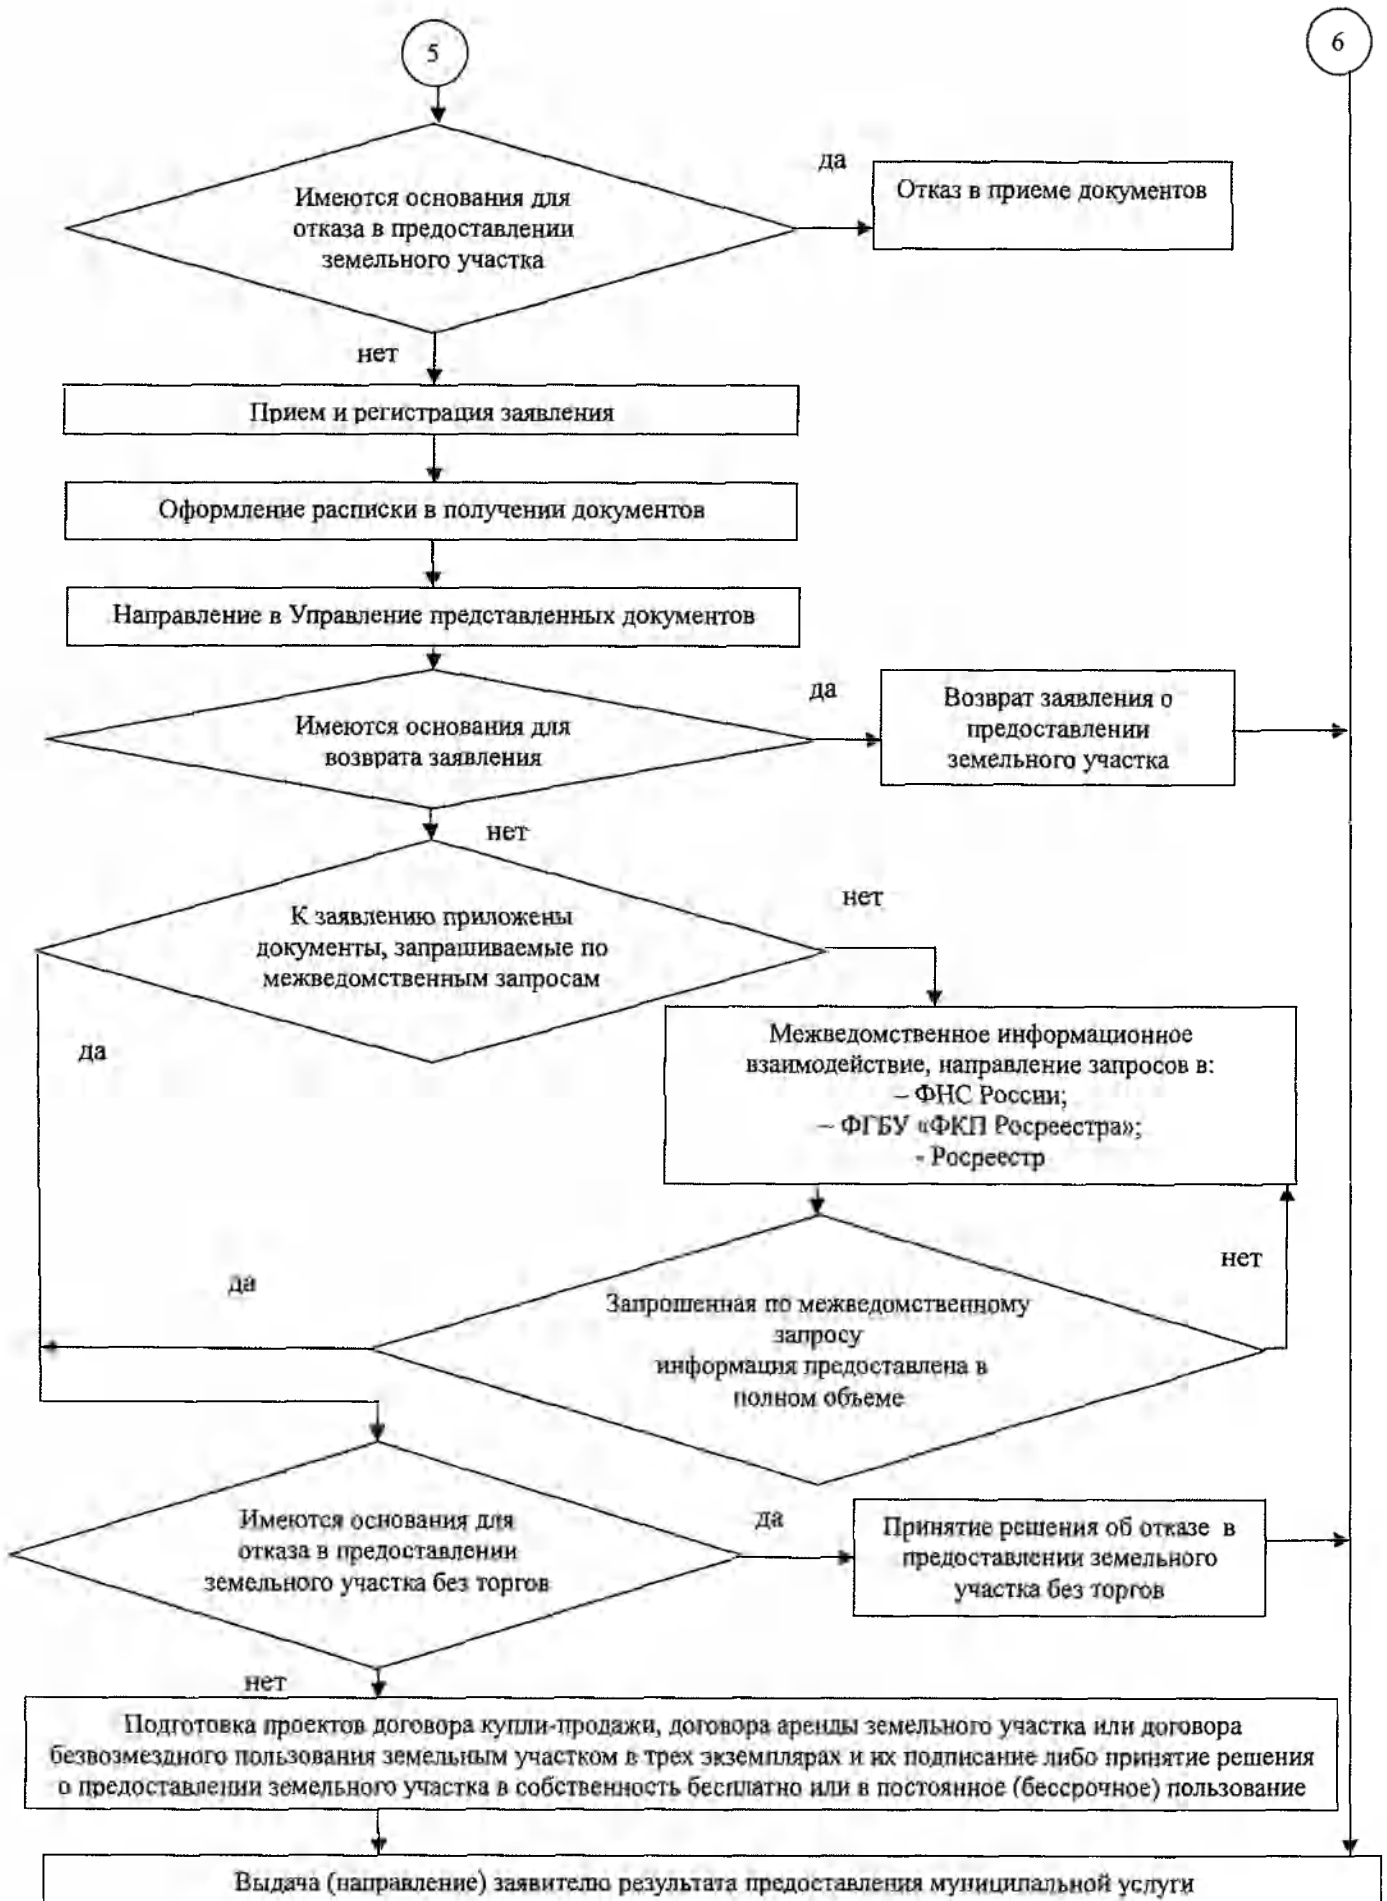 5
6
да
Имеются основания для
отказа в предоставлении
земельного участка
Отказ в приеме документов
нет
Прием и регистрация заявления
Оформление расписки в получении документов
Направление в Управление представленных документов
да
Имеются основания для
возврата заявления
Возврат заявления о
предоставлении
земельного участка
нет
нет
К заявлению приложены
документы, запрашиваемые по
межведомственным запросам
да
Межведомственное информационное
взаимодействие, направление запросов в:
– ФНС России;
– ФГБУ «ФКП Росреестра»;
- Росреестр
нет
да
Запрошенная по межведомственному
запросу
информация предоставлена в
полном объеме
Имеются основания для
отказа в предоставлении
земельного участка без торгов
да
Принятие решения об отказе в
предоставлении земельного
участка без торгов
нет
Подготовка проектов договора купли-продажи, договора аренды земельного участка или договора
безвозмездного пользования земельным участком в трех экземплярах и их подписание либо принятие решения
о предоставлении земельного участка в собственность бесплатно или в постоянное (бессрочное) пользование
Выдача (направление) заявителю результата предоставления муниципальной услуги